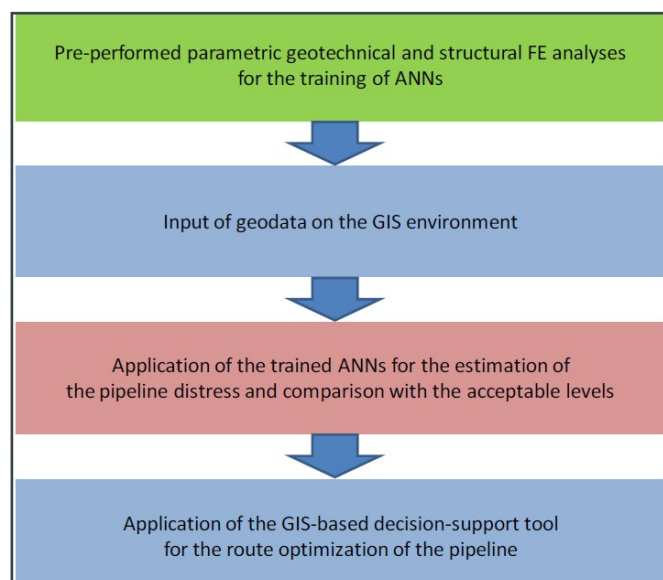 Pre-performed parametric geotechnical and structural FE analyses
for the training of ANNs
Input of geodata on the GIS environment
Application of the trained ANNs for the estimation of
the pipeline distress and comparison with the acceptable levels
Application of the GIS-based decision-support tool
for the route optimization of the pipeline